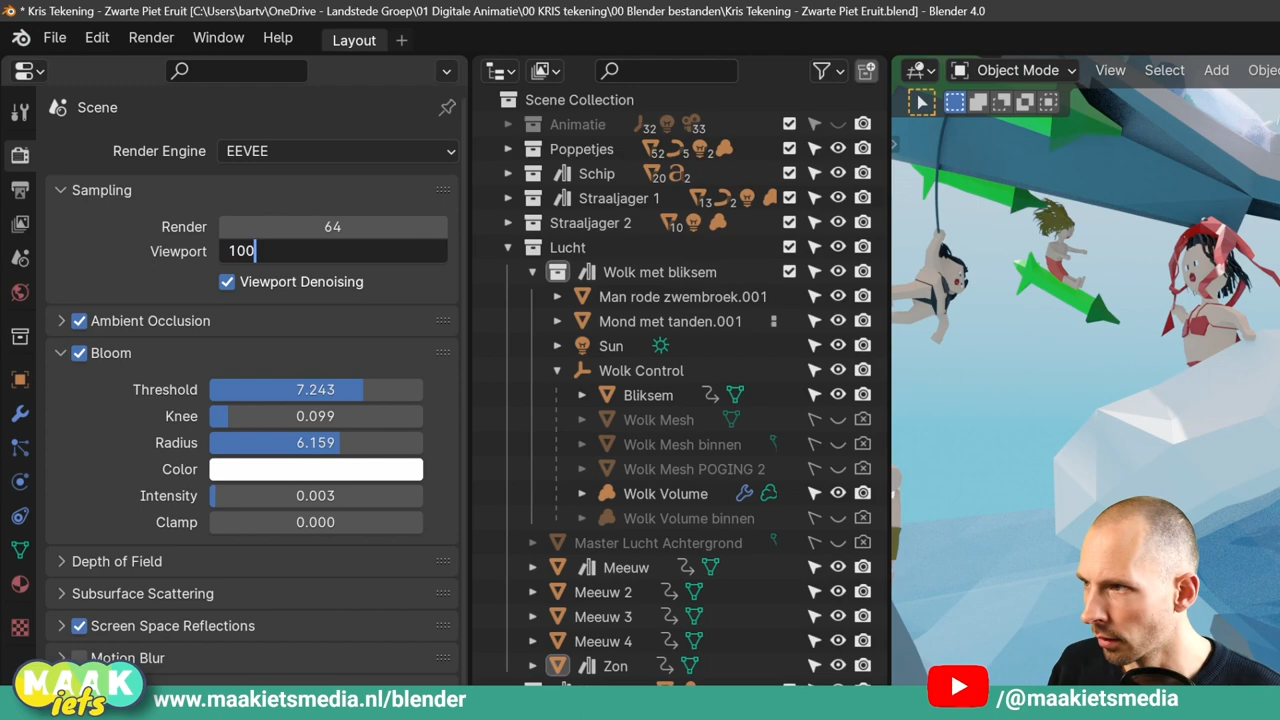 * Kris Tekening - Zwarte Piet Eruit [C:\Users\bartv\OneDrive - Landstede Groep\01 Digitale Animatie\00 KRIS tekening\00 Blender bestanden\Kris Tekening - Zwarte Piet Eruit.blend] - Blender 4.0
File Edit Render Window Help Layout +
Object Mode View Select Add Objec
Scene
Render Engine EEVEE
Sampling
Render 64
Viewport 100
Viewport Denoising
Ambient Occlusion
Bloom
Threshold 7.243
Knee 0.099
Radius 6.159
Color
Intensity 0.003
Clamp 0.000
Depth of Field
Subsurface Scattering
Screen Space Reflections
Motion Blur
Scene Collection
Animatie 32 33
Poppetjes 52 5 2
Schip 20 2
Straaljager 1 13 2
Straaljager 2 10
Lucht
Wolk met bliksem
Man rode zwembroek.001
Mond met tanden.001
Sun
Wolk Control
Bliksem
Wolk Mesh
Wolk Mesh binnen
Wolk Mesh POGING 2
Wolk Volume
Wolk Volume binnen
Master Lucht Achtergrond
Meeuw
Meeuw 2
Meeuw 3
Meeuw 4
Zon
MAAK
iets
www.maakietsmedia.nl/blender
/@maakietsmedia